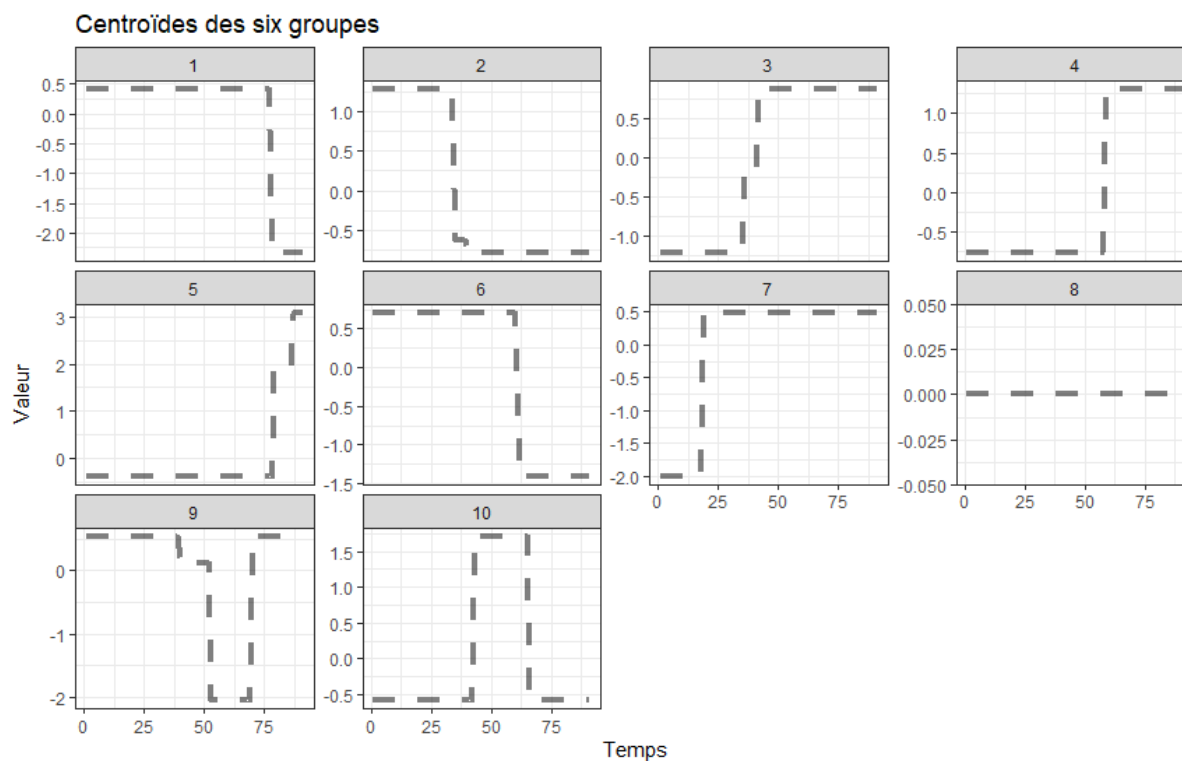 Centroïdes des six groupes
1 2 3 4
0.5 0.0 -0.5 -1.0 -1.5 -2.0
1.0 0.5 0.0 -0.5
0.5 0.0 -0.5 -1.0
1.0 0.5 0.0 -0.5
5 6 7 8
3 2 1 0
0.5 0.0 -0.5 -1.0 -1.5
0.5 0.0 -0.5 -1.0 -1.5 -2.0
0.050 0.025 0.000 -0.025 -0.050
0 25 50 75
0 25 50 75
9 10
0 -1 -2
1.5 1.0 0.5 0.0 -0.5
0 25 50 75
0 25 50 75
Valeur
Temps